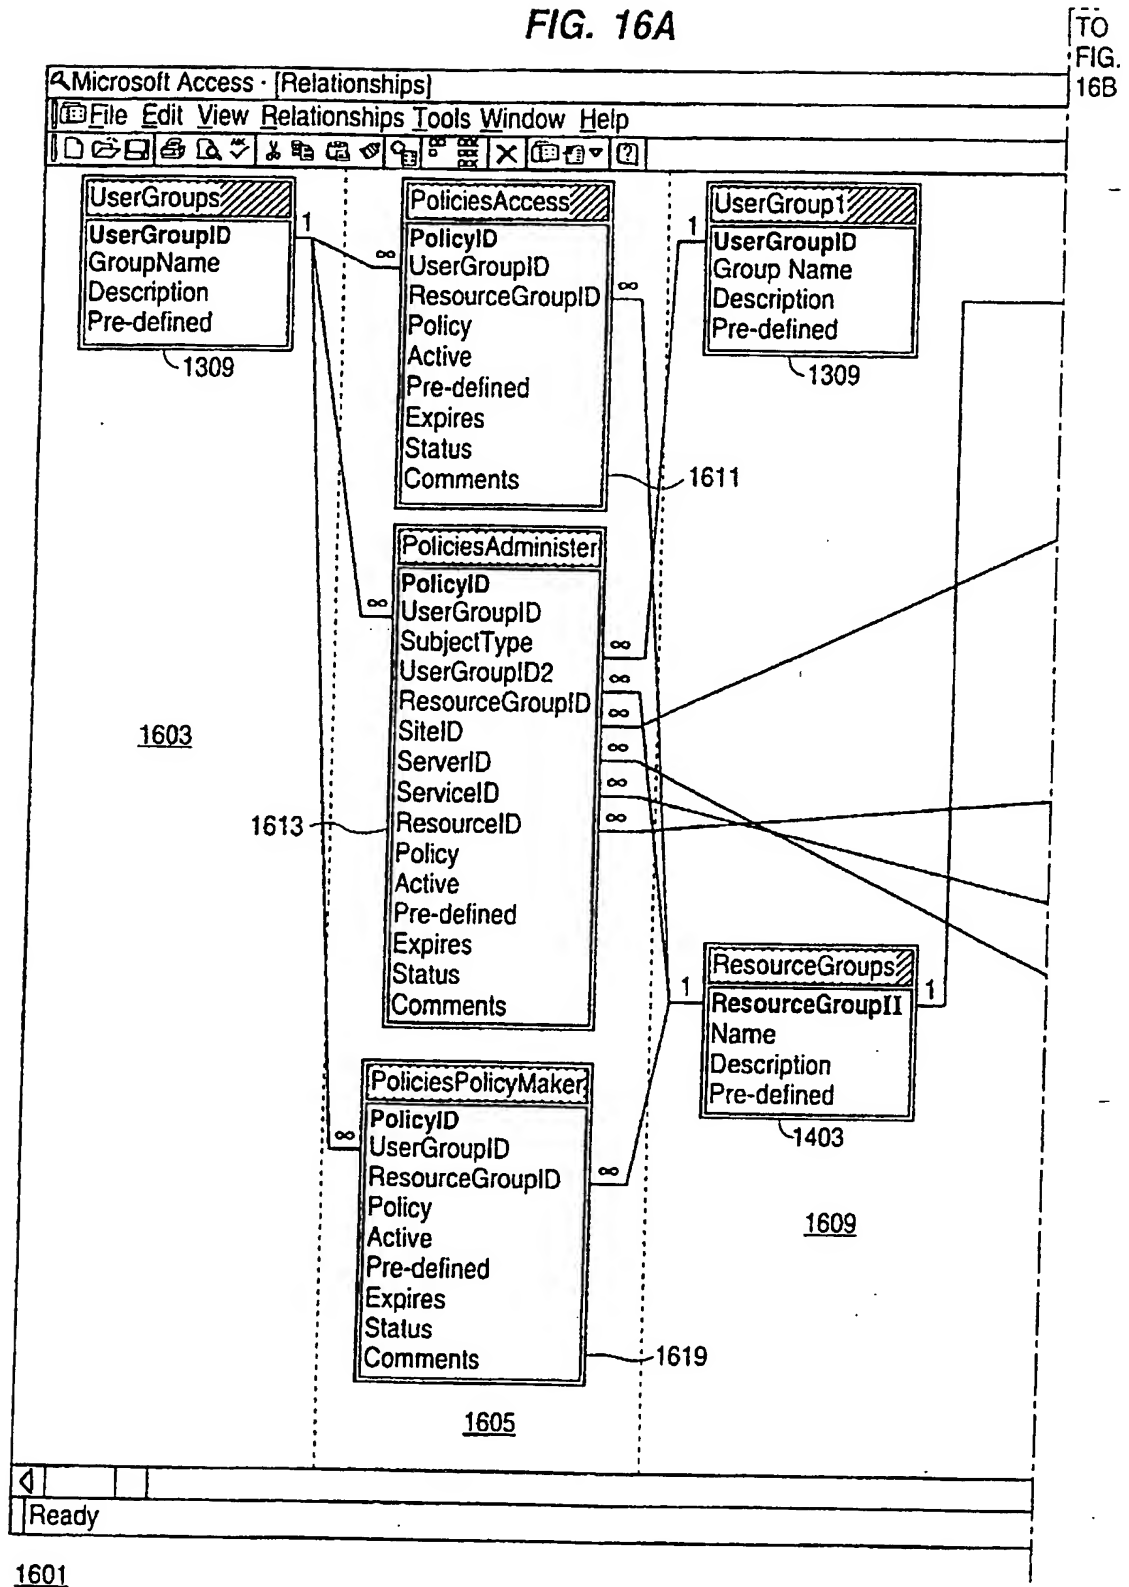 FIG. 16A
TO
FIG.
16B
Microsoft Access · [Relationships]
File Edit View Relationships Tools Window Help
UserGroups
UserGroupID
GroupName
Description
Pre-defined
1
1309
∞
PoliciesAccess
PolicyID
UserGroupID
ResourceGroupID
Policy
Active
Pre-defined
Expires
Status
Comments
∞
1611
UserGroup1
1
UserGroupID
Group Name
Description
Pre-defined
1309
PoliciesAdminister
PolicyID
UserGroupID
SubjectType
UserGroupID2
ResourceGroupID
SiteID
ServerID
ServiceID
ResourceID
Policy
Active
Pre-defined
Expires
Status
Comments
∞
∞
∞
∞
∞
∞
∞
1603
1613
ResourceGroups
1
ResourceGroupII
1
Name
Description
Pre-defined
1403
PoliciesPolicyMaker
PolicyID
UserGroupID
ResourceGroupID
Policy
Active
Pre-defined
Expires
Status
Comments
∞
∞
1609
1619
1605
Ready
1601